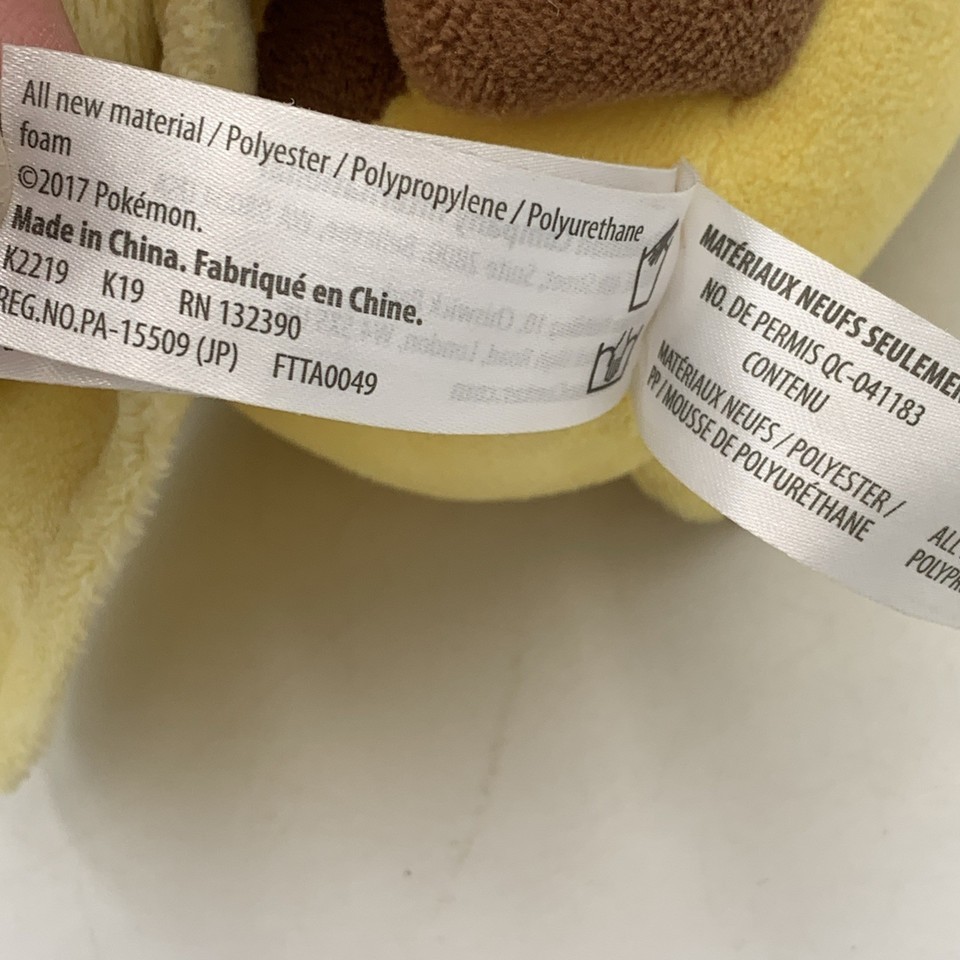 All new material / Polyester / Polypropylene / Polyurethane
foam
©2017 Pokémon.
Made in China. Fabriqué en Chine.
K2219 K19 RN 132390
REG.NO.PA-15509 (JP) FTTA0049
MATÉRIAUX NEUFS
NO. DE PERMIS QC-041183
CONTENU
MATÉRIAUX NEUFS / POLYESTER /
PP / MOUSSE DE POLYURÉTHANE
ALL